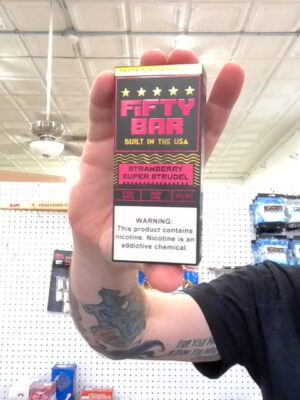 FiFTY
BAR
BUILT IN THE USA
STRAWBERRY
SUPER STRUDEL
WARNING:
This product contains
nicotine. Nicotine is an
addictive chemical.